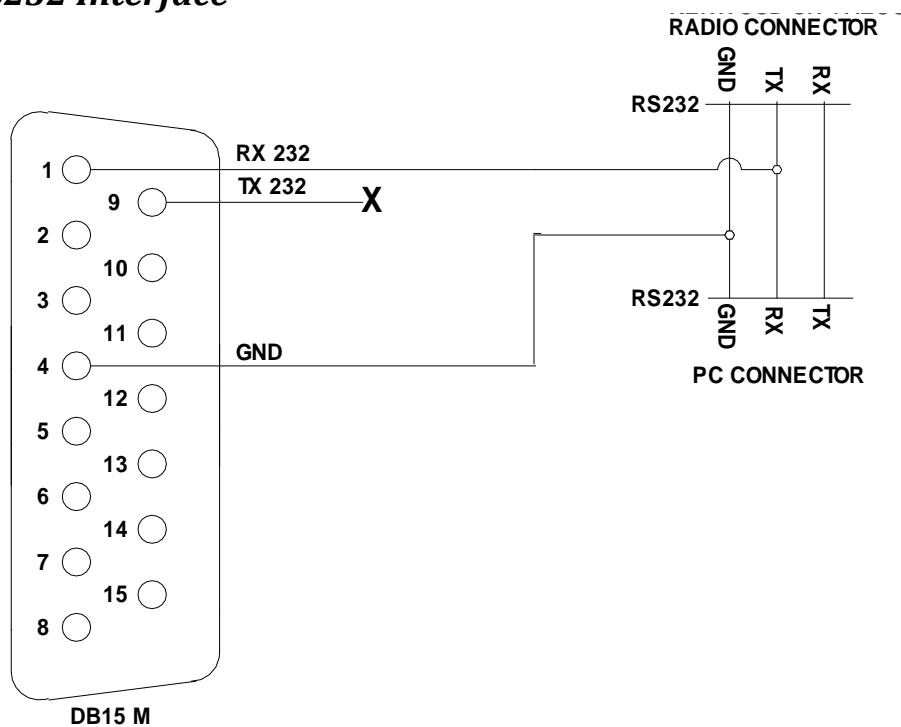 Interface
RADIO CONNECTOR
GND TX RX
RS232
RX 232
1
TX 232
9 X
2
10
3
RS232
11
GND RX TX
GND
4
PC CONNECTOR
12
5
13
6
14
7
15
8
DB15 M